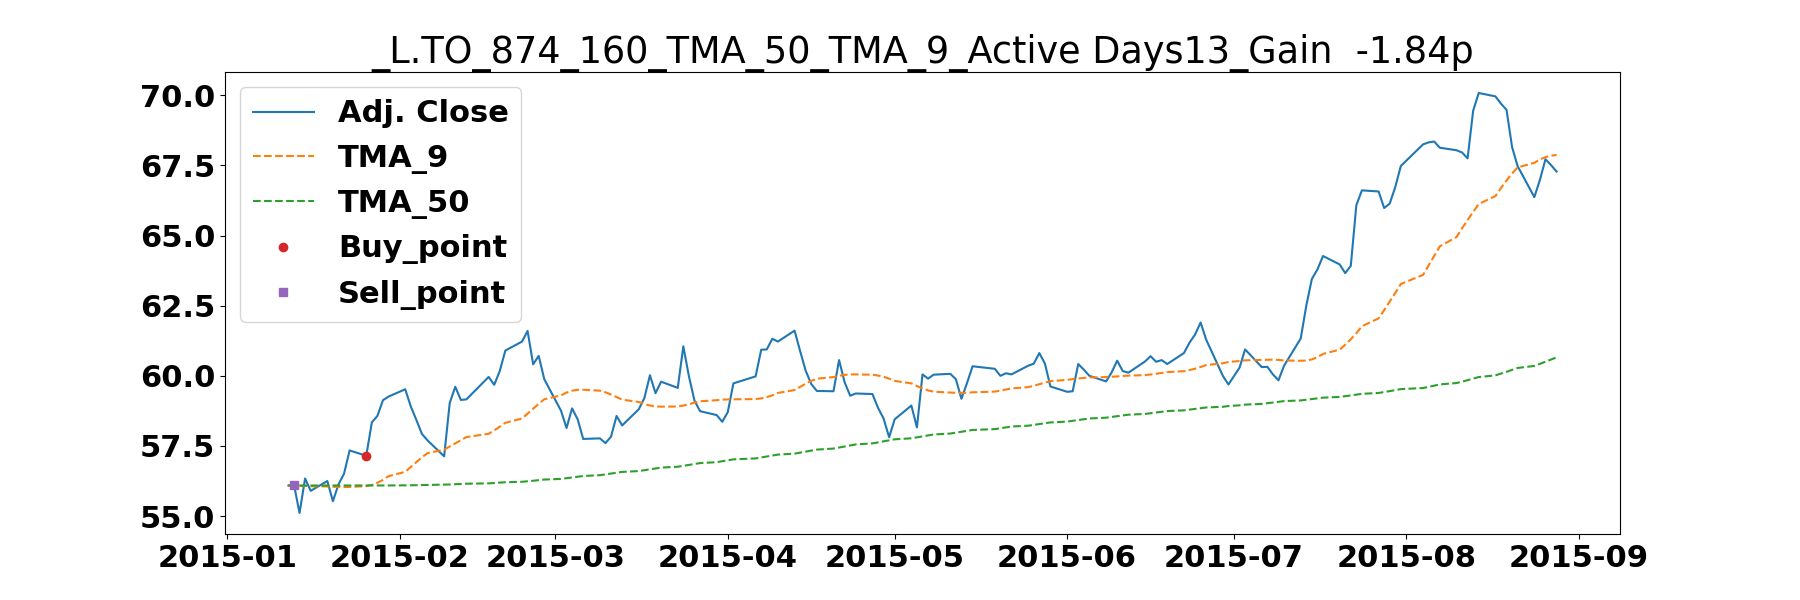 _L.TO_874_160_TMA_50_TMA_9_Active Days13_Gain  -1.84p
70.0
67.5
65.0
62.5
60.0
57.5
55.0
Adj. Close
TMA_9
TMA_50
Buy_point
Sell_point
2015-01 2015-02 2015-03 2015-04 2015-05 2015-06 2015-07 2015-08 2015-09